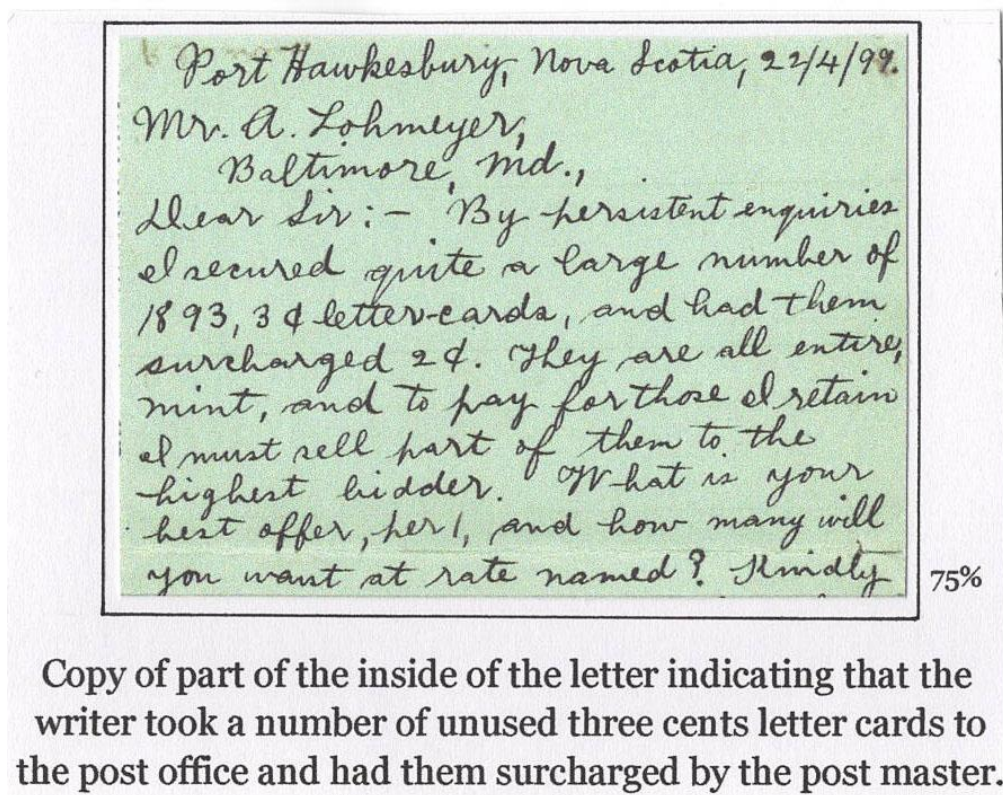 Port Hawkesbury, Nova Scotia, 22/4/99.
Mr. A. Lohmeyer,
Baltimore, Md.,
Dear Sir:- By persistent enquiries
I secured quite a large number of
1893, 3¢ letter-cards, and had them
surcharged 2¢. They are all entire,
mint, and to pay for those I retain
I must sell part of them to the
highest bidder. What is your
best offer, per 1, and how many will
you want at rate named? Kindly
75%
Copy of part of the inside of the letter indicating that the
writer took a number of unused three cents letter cards to
the post office and had them surcharged by the post master.